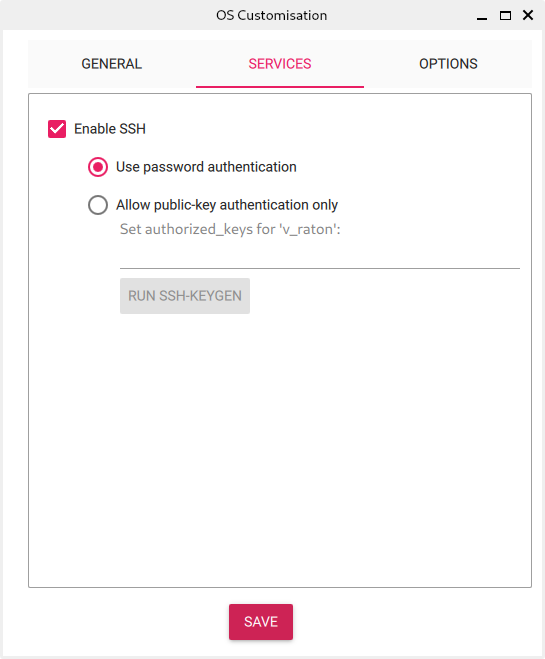 OS Customisation
GENERAL SERVICES OPTIONS
Enable SSH
Use password authentication
Allow public-key authentication only
Set authorized_keys for 'v_raton':
RUN SSH-KEYGEN
SAVE